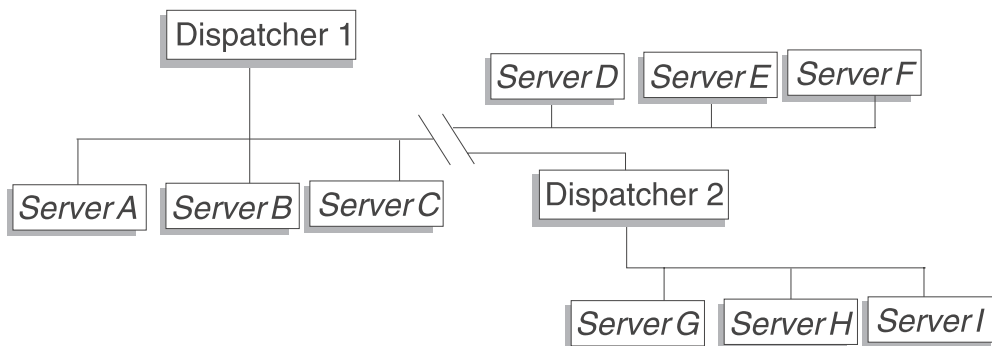 Dispatcher 1
Server D
Server E
Server F
Server A
Server B
Server C
Dispatcher 2
Server G
Server H
Server I